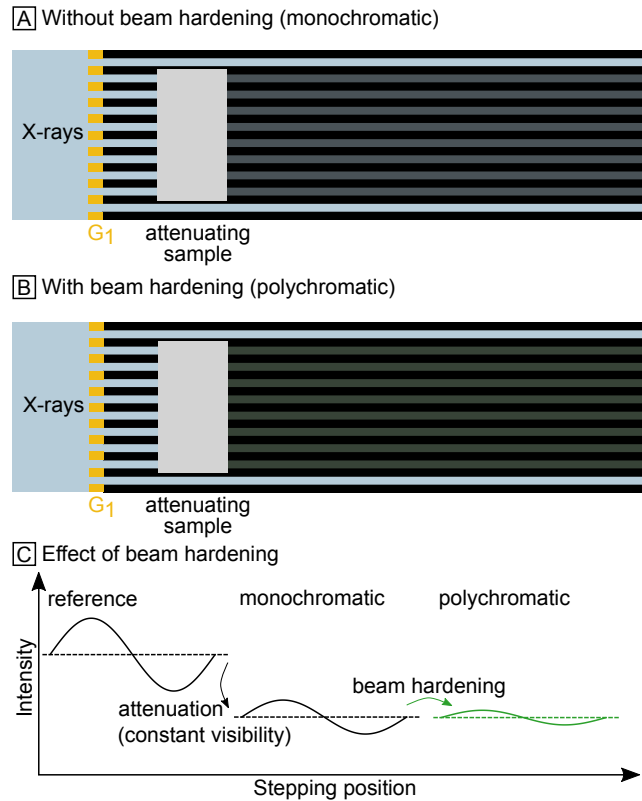 A Without beam hardening (monochromatic)
X-rays
G1
attenuating
sample
B With beam hardening (polychromatic)
X-rays
G1
attenuating
sample
C Effect of beam hardening
reference
monochromatic
polychromatic
beam hardening
attenuation
(constant visibility)
Intensity
Stepping position